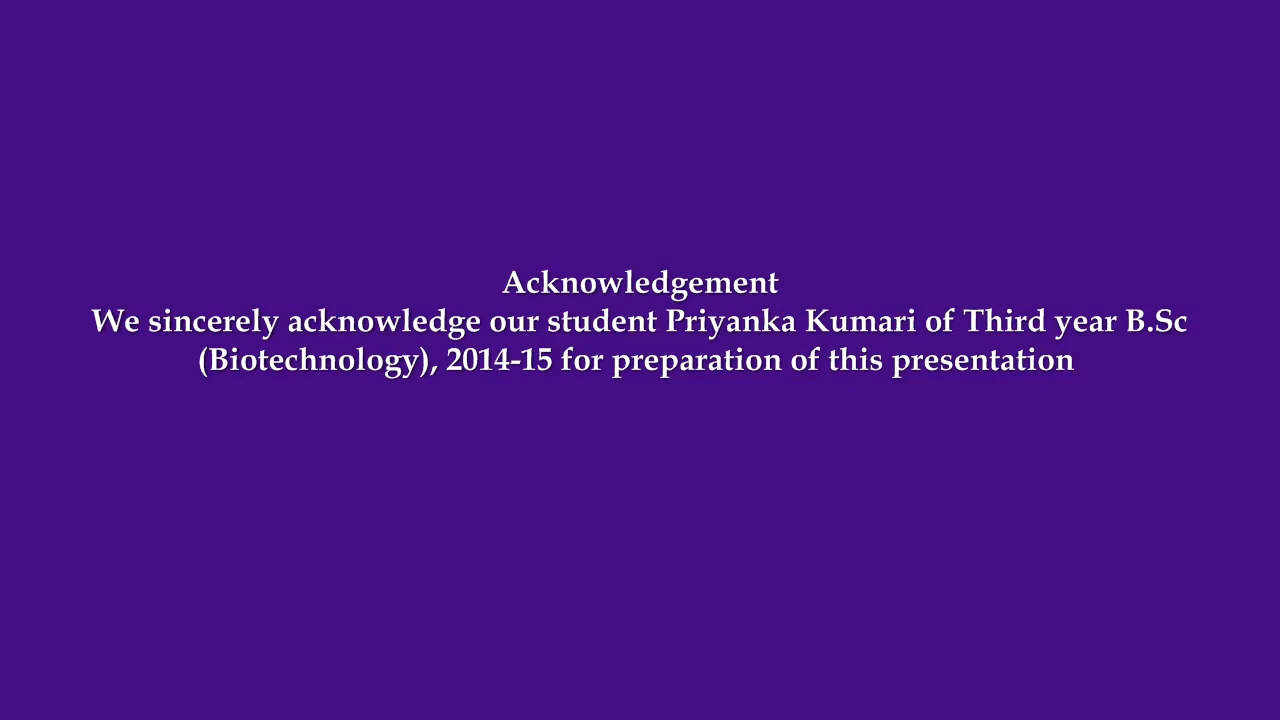 Acknowledgement
We sincerely acknowledge our student Priyanka Kumari of Third year B.Sc
(Biotechnology), 2014-15 for preparation of this presentation